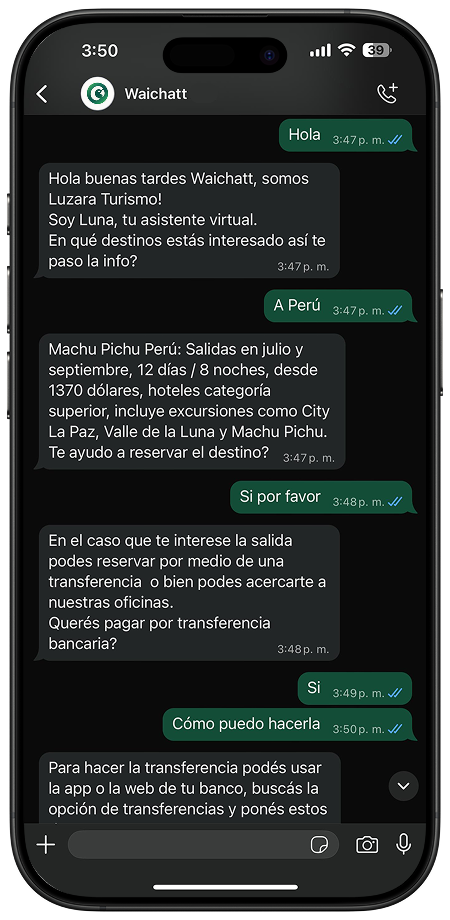 3:50
39
Waichatt
Hola 3:47 p. m.
Hola buenas tardes Waichatt, somos
Luzara Turismo!
Soy Luna, tu asistente virtual.
En qué destinos estás interesado así te
paso la info?
3:47 p. m.
A Perú 3:47 p. m.
Machu Pichu Perú: Salidas en julio y
septiembre, 12 días / 8 noches, desde
1370 dólares, hoteles categoría
superior, incluye excursiones como City
La Paz, Valle de la Luna y Machu Pichu.
Te ayudo a reservar el destino? 3:47 p. m.
Si por favor 3:48 p. m.
En el caso que te interese la salida
podes reservar por medio de una
transferencia  o bien podes acercarte a
nuestras oficinas.
Querés pagar por transferencia
bancaria?
3:48 p. m.
Si 3:49 p. m.
Cómo puedo hacerla 3:50 p. m.
Para hacer la transferencia podés usar
la app o la web de tu banco, buscás la
opción de transferencias y ponés estos